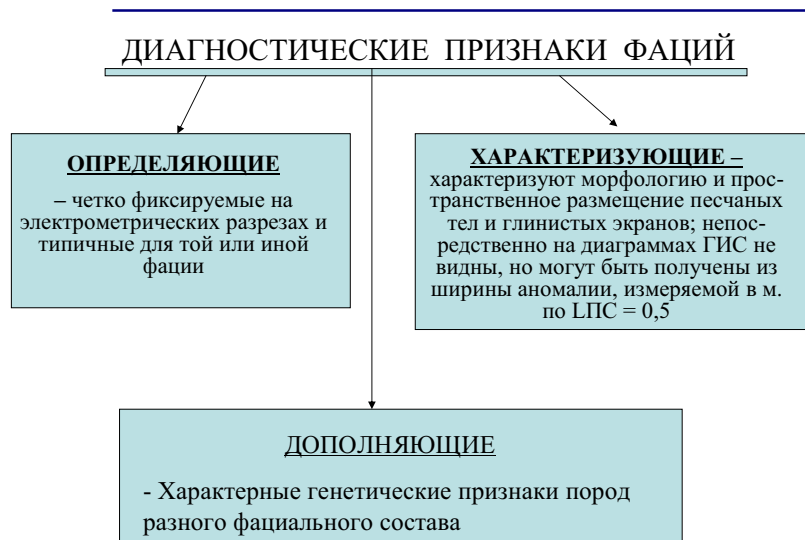 ДИАГНОСТИЧЕСКИЕ ПРИЗНАКИ ФАЦИЙ
ОПРЕДЕЛЯЮЩИЕ
– четко фиксируемые на
электрометрических разрезах и
типичные для той или иной
фации
ХАРАКТЕРИЗУЮЩИЕ –
характеризуют морфологию и прос-
транственное размещение песчаных
тел и глинистых экранов; непос-
редственно на диаграммах ГИС не
видны, но могут быть получены из
ширины аномалии, измеряемой в м.
по LПС = 0,5
ДОПОЛНЯЮЩИЕ
- Характерные генетические признаки пород
разного фациального состава